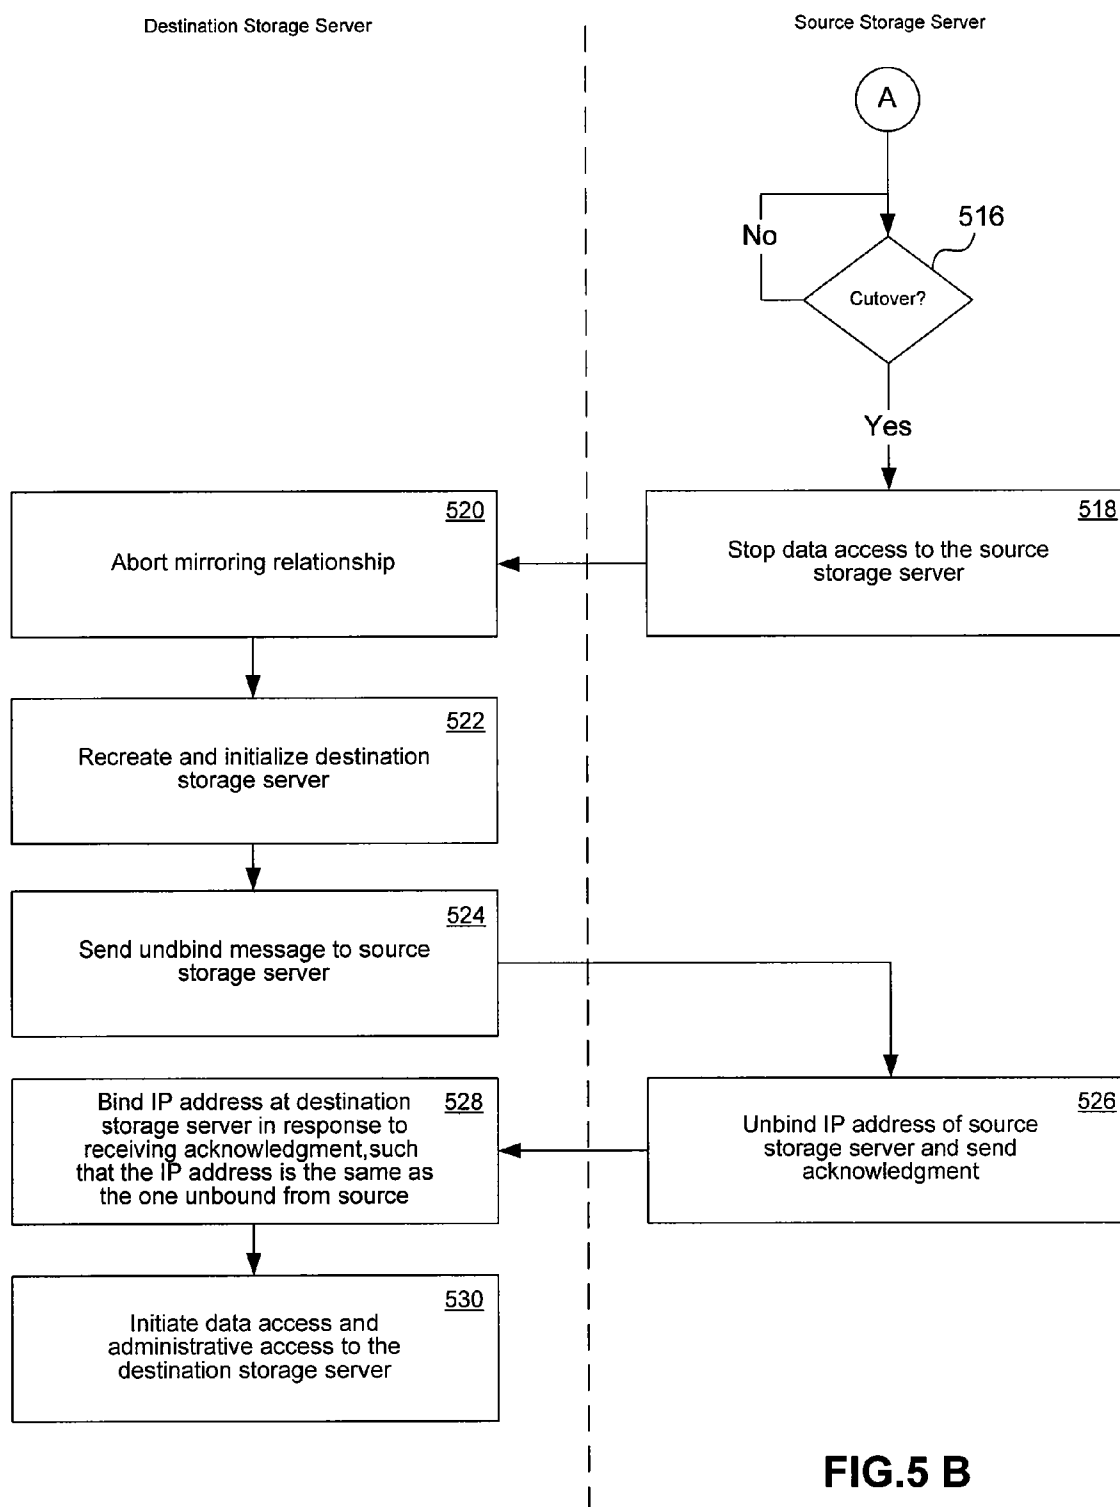 Destination Storage Server
Source Storage Server
A
516
No
Cutover?
Yes
520
Abort mirroring relationship
518
Stop data access to the source
storage server
522
Recreate and initialize destination
storage server
524
Send undbind message to source
storage server
528
Bind IP address at destination
storage server in response to
receiving acknowledgment,such
that the IP address is the same as
the one unbound from source
526
Unbind IP address of source
storage server and send
acknowledgment
530
Initiate data access and
administrative access to the
destination storage server
FIG.5 B